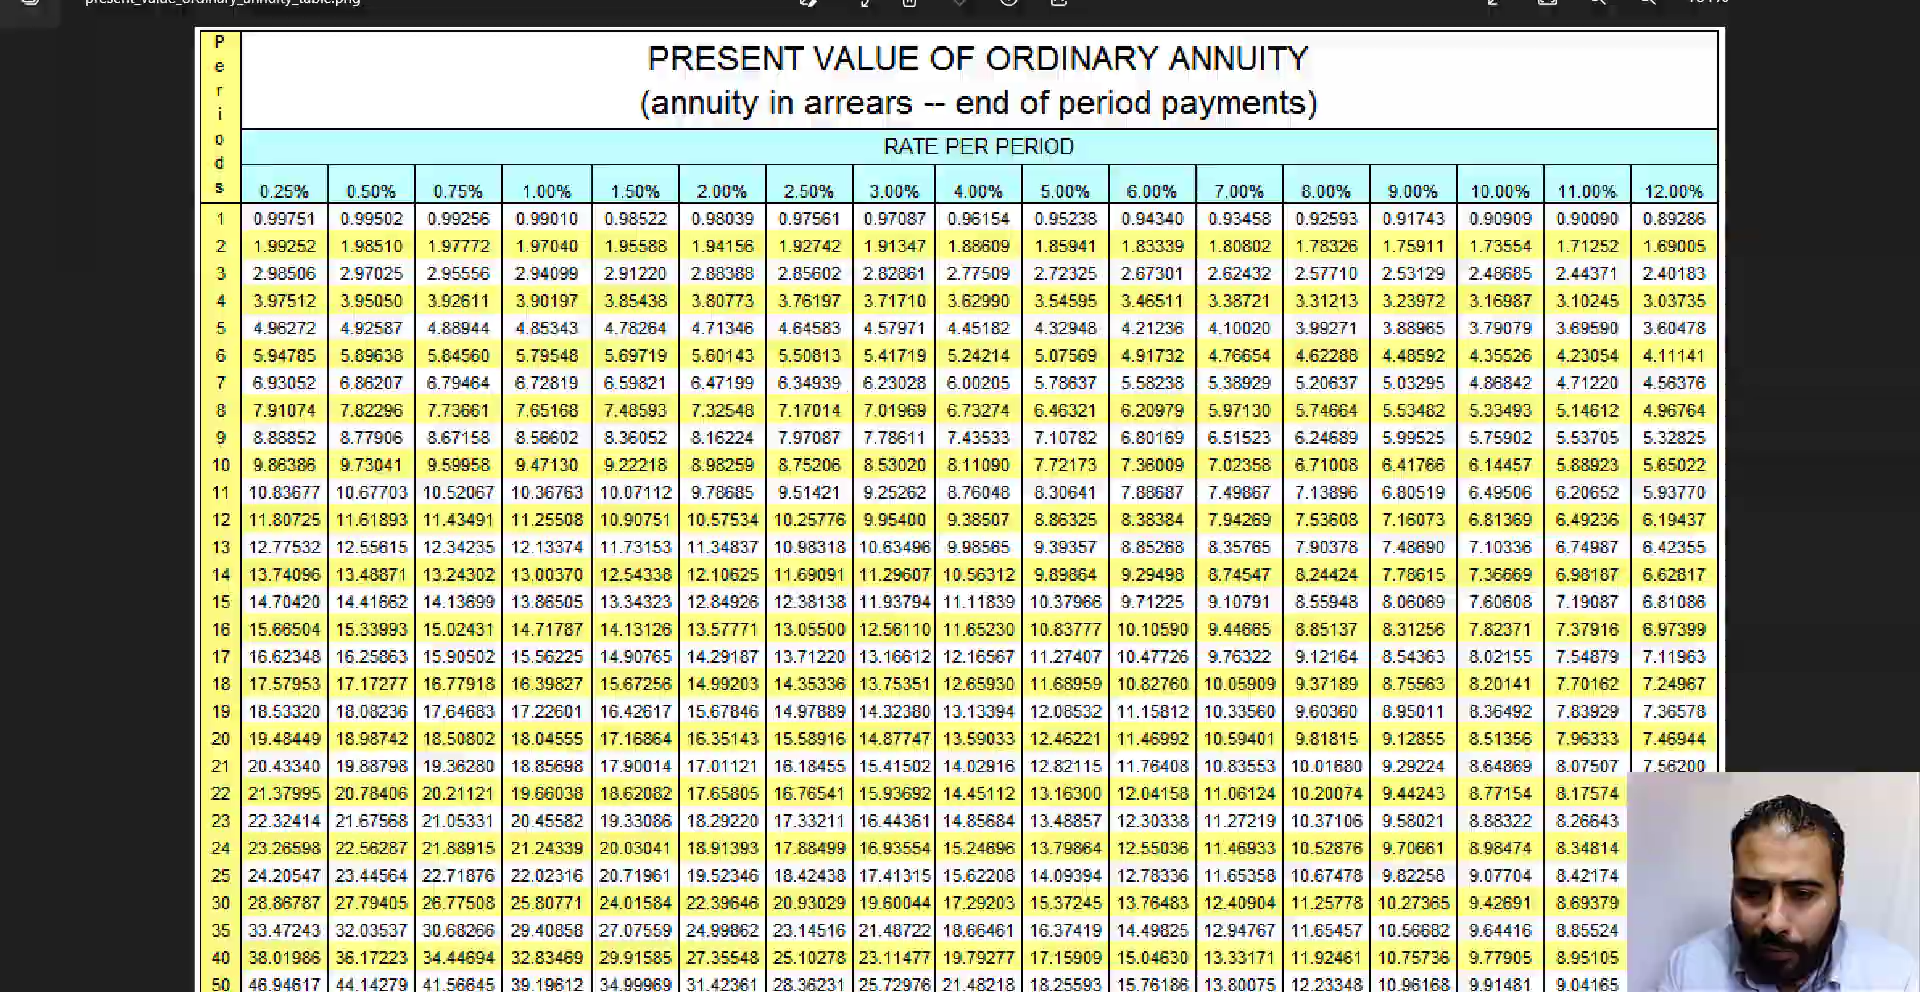 present_value_ordinary_annuity_table.png
Periods
PRESENT VALUE OF ORDINARY ANNUITY
(annuity in arrears -- end of period payments)
RATE PER PERIOD
0.25% 0.50% 0.75% 1.00% 1.50% 2.00% 2.50% 3.00% 4.00% 5.00% 6.00% 7.00% 8.00% 9.00% 10.00% 11.00% 12.00%
1 0.99751 0.99502 0.99256 0.99010 0.98522 0.98039 0.97561 0.97087 0.96154 0.95238 0.94340 0.93458 0.92593 0.91743 0.90909 0.90090 0.89286
2 1.99252 1.98510 1.97772 1.97040 1.95588 1.94156 1.92742 1.91347 1.88609 1.85941 1.83339 1.80802 1.78326 1.75911 1.73554 1.71252 1.69005
3 2.98506 2.97025 2.95556 2.94099 2.91220 2.88388 2.85602 2.82861 2.77509 2.72325 2.67301 2.62432 2.57710 2.53129 2.48685 2.44371 2.40183
4 3.97512 3.95050 3.92611 3.90197 3.85438 3.80773 3.76197 3.71710 3.62990 3.54595 3.46511 3.38721 3.31213 3.23972 3.16987 3.10245 3.03735
5 4.96272 4.92587 4.88944 4.85343 4.78264 4.71346 4.64583 4.57971 4.45182 4.32948 4.21236 4.10020 3.99271 3.88965 3.79079 3.69590 3.60478
6 5.94785 5.89638 5.84560 5.79548 5.69719 5.60143 5.50813 5.41719 5.24214 5.07569 4.91732 4.76654 4.62288 4.48592 4.35526 4.23054 4.11141
7 6.93052 6.86207 6.79464 6.72819 6.59821 6.47199 6.34939 6.23028 6.00205 5.78637 5.58238 5.38929 5.20637 5.03295 4.86842 4.71220 4.56376
8 7.91074 7.82296 7.73661 7.65168 7.48593 7.32548 7.17014 7.01969 6.73274 6.46321 6.20979 5.97130 5.74664 5.53482 5.33493 5.14612 4.96764
9 8.88852 8.77906 8.67158 8.56602 8.36052 8.16224 7.97087 7.78611 7.43533 7.10782 6.80169 6.51523 6.24689 5.99525 5.75902 5.53705 5.32825
10 9.86386 9.73041 9.59958 9.47130 9.22218 8.98259 8.75206 8.53020 8.11090 7.72173 7.36009 7.02358 6.71008 6.41766 6.14457 5.88923 5.65022
11 10.83677 10.67703 10.52067 10.36763 10.07112 9.78685 9.51421 9.25262 8.76048 8.30641 7.88687 7.49867 7.13896 6.80519 6.49506 6.20652 5.93770
12 11.80725 11.61893 11.43491 11.25508 10.90751 10.57534 10.25776 9.95400 9.38507 8.86325 8.38384 7.94269 7.53608 7.16073 6.81369 6.49236 6.19437
13 12.77532 12.55615 12.34235 12.13374 11.73153 11.34837 10.98318 10.63496 9.98565 9.39357 8.85268 8.35765 7.90378 7.48690 7.10336 6.74987 6.42355
14 13.74096 13.48871 13.24302 13.00370 12.54338 12.10625 11.69091 11.29607 10.56312 9.89864 9.29498 8.74547 8.24424 7.78615 7.36669 6.98187 6.62817
15 14.70420 14.41662 14.13699 13.86505 13.34323 12.84926 12.38138 11.93794 11.11839 10.37966 9.71225 9.10791 8.55948 8.06069 7.60608 7.19087 6.81086
16 15.66504 15.33993 15.02431 14.71787 14.13126 13.57771 13.05500 12.56110 11.65230 10.83777 10.10590 9.44665 8.85137 8.31256 7.82371 7.37916 6.97399
17 16.62348 16.25863 15.90502 15.56225 14.90765 14.29187 13.71220 13.16612 12.16567 11.27407 10.47726 9.76322 9.12164 8.54363 8.02155 7.54879 7.11963
18 17.57953 17.17277 16.77918 16.39827 15.67256 14.99203 14.35336 13.75351 12.65930 11.68959 10.82760 10.05909 9.37189 8.75563 8.20141 7.70162 7.24967
19 18.53320 18.08236 17.64683 17.22601 16.42617 15.67846 14.97889 14.32380 13.13394 12.08532 11.15812 10.33560 9.60360 8.95011 8.36492 7.83929 7.36578
20 19.48449 18.98742 18.50802 18.04555 17.16864 16.35143 15.58916 14.87747 13.59033 12.46221 11.46992 10.59401 9.81815 9.12855 8.51356 7.96333 7.46944
21 20.43340 19.88798 19.36280 18.85698 17.90014 17.01121 16.18455 15.41502 14.02916 12.82115 11.76408 10.83553 10.01680 9.29224 8.64869 8.07507 7.56200
22 21.37995 20.78406 20.21121 19.66038 18.62082 17.65805 16.76541 15.93692 14.45112 13.16300 12.04158 11.06124 10.20074 9.44243 8.77154 8.17574
23 22.32414 21.67568 21.05331 20.45582 19.33086 18.29220 17.33211 16.44361 14.85684 13.48857 12.30338 11.27219 10.37106 9.58021 8.88322 8.26643
24 23.26598 22.56287 21.88915 21.24339 20.03041 18.91393 17.88499 16.93554 15.24696 13.79864 12.55036 11.46933 10.52876 9.70661 8.98474 8.34814
25 24.20547 23.44564 22.71876 22.02316 20.71961 19.52346 18.42438 17.41315 15.62208 14.09394 12.78336 11.65358 10.67478 9.82258 9.07704 8.42174
30 28.86787 27.79405 26.77508 25.80771 24.01584 22.39646 20.93029 19.60044 17.29203 15.37245 13.76483 12.40904 11.25778 10.27365 9.42691 8.69379
35 33.47243 32.03537 30.68266 29.40858 27.07559 24.99862 23.14516 21.48722 18.66461 16.37419 14.49825 12.94767 11.65457 10.56682 9.64416 8.85524
40 38.01986 36.17223 34.44694 32.83469 29.91585 27.35548 25.10278 23.11477 19.79277 17.15909 15.04630 13.33171 11.92461 10.75736 9.77905 8.95105
50 46.94617 44.14279 41.56645 39.19612 34.99969 31.42361 28.36231 25.72976 21.48218 18.25593 15.76186 13.80075 12.23348 10.96168 9.91481 9.04165